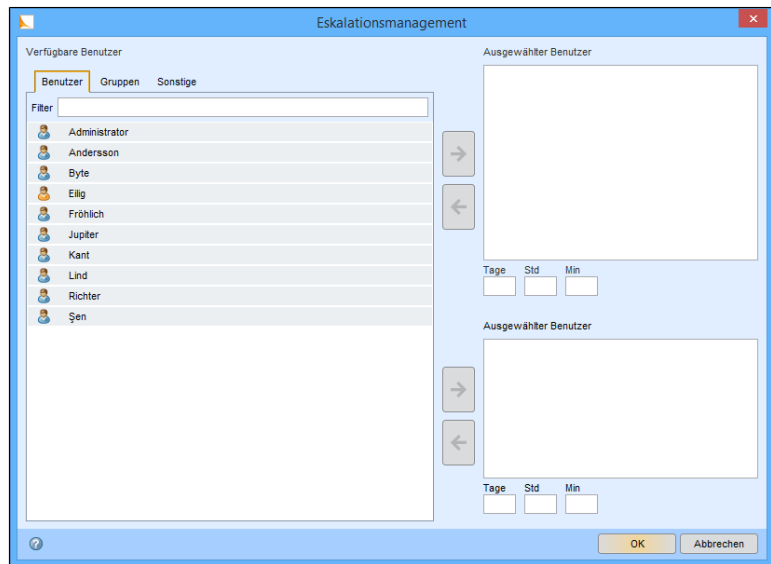 Eskalationsmanagement
Verfügbare Benutzer
Benutzer Gruppen Sonstige
Filter
Administrator
Andersson
Byte
Eilig
Fröhlich
Jupiter
Kant
Lind
Richter
Şen
Ausgewählter Benutzer
Tage Std Min
Ausgewählter Benutzer
Tage Std Min
OK Abbrechen